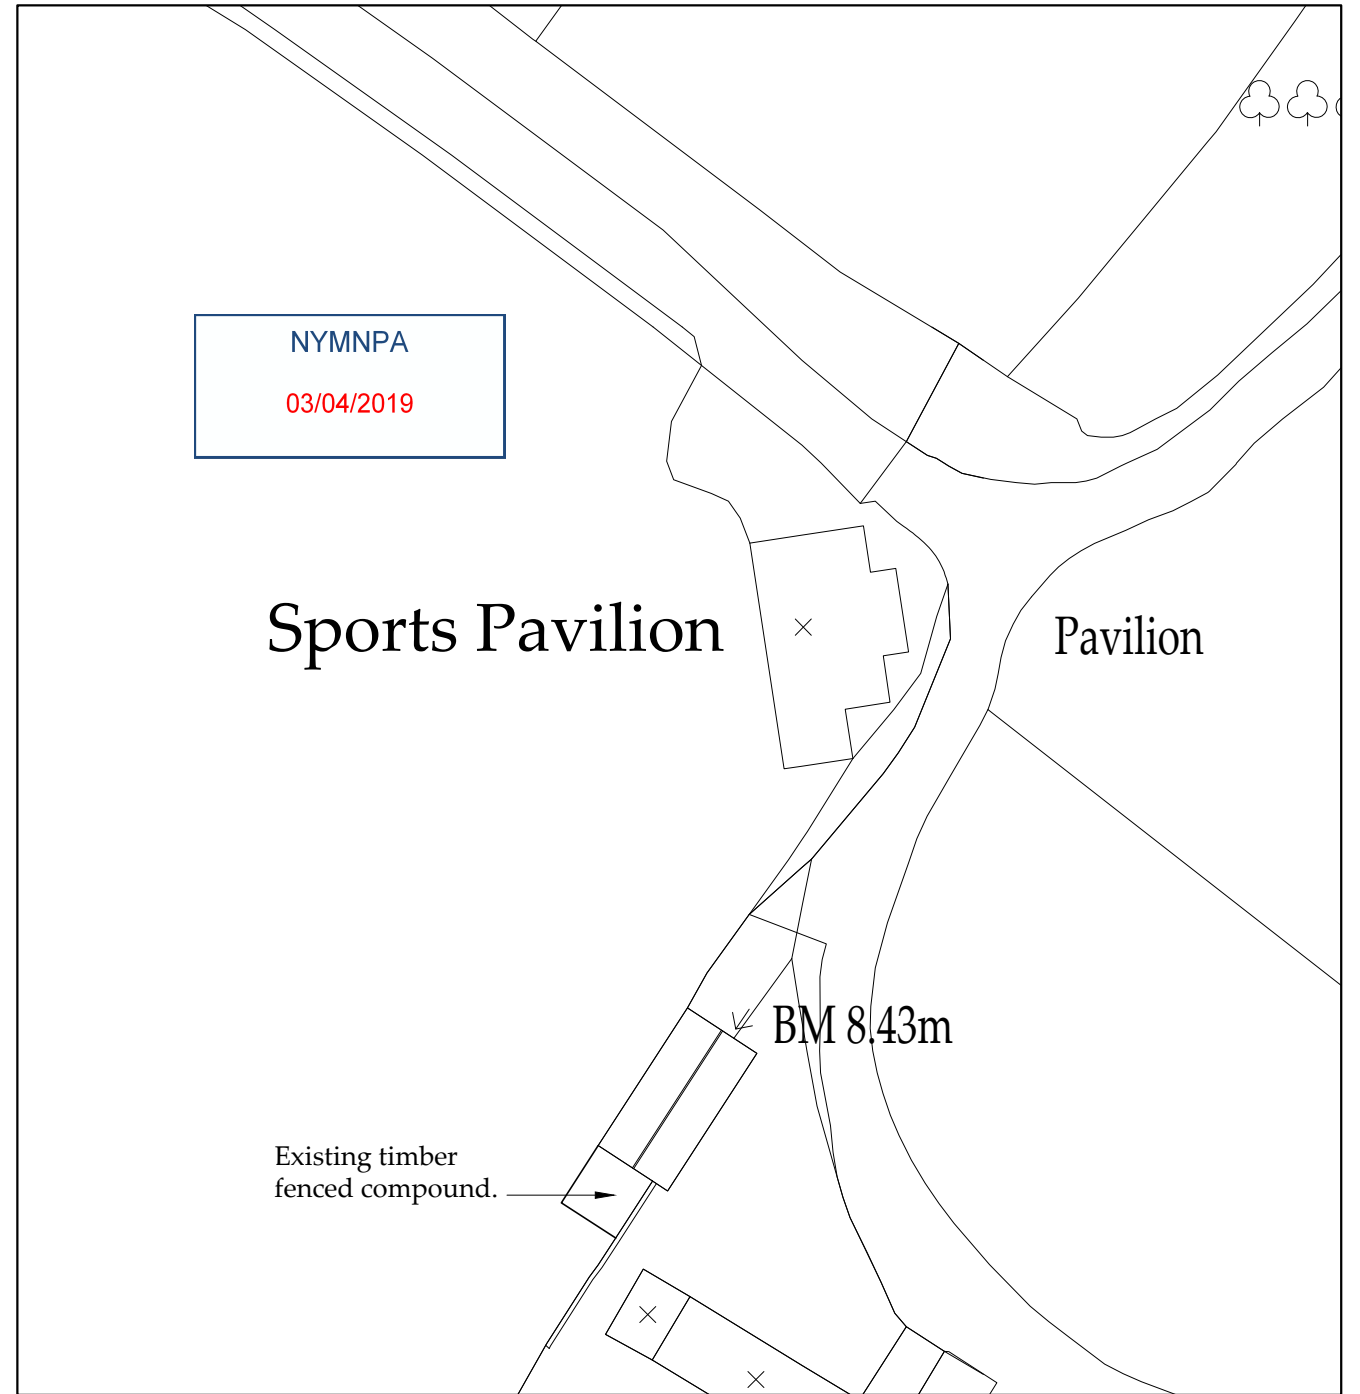 NYMNPA
03/04/2019
Sports Pavilion
Pavilion
BM 8.43m
Existing timber
fenced compound.